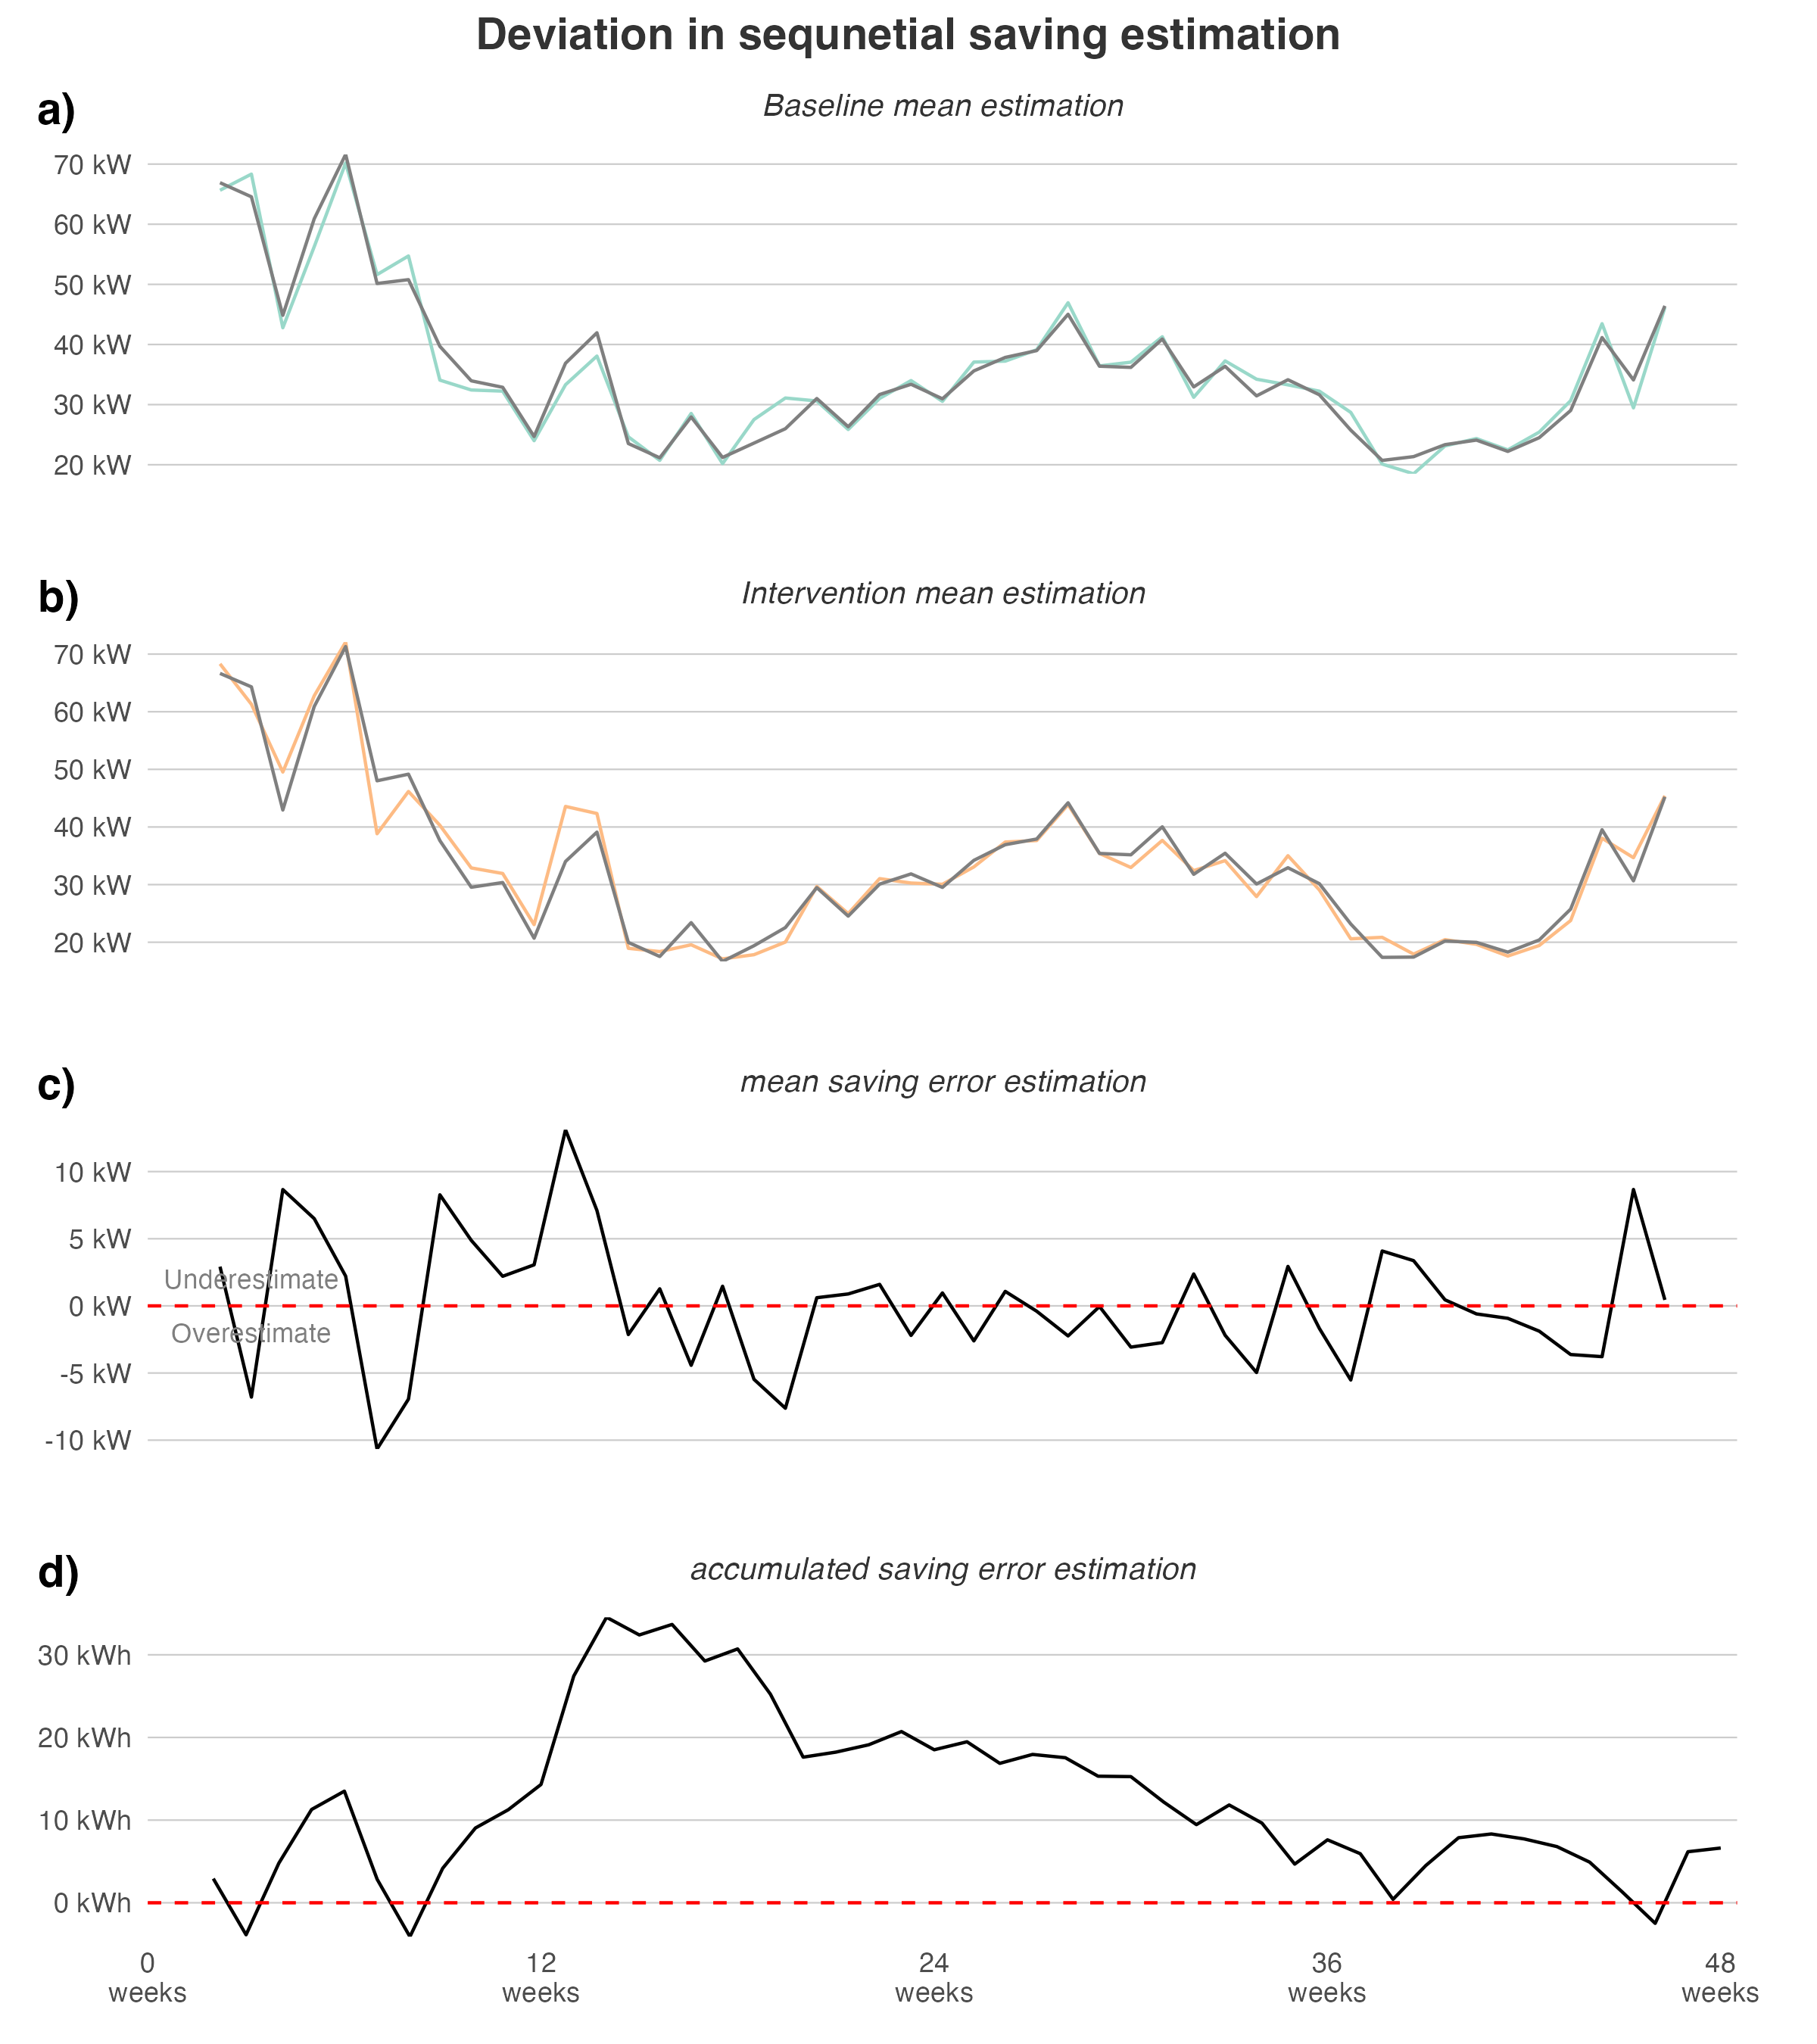 Deviation in sequnetial saving estimation
a)
Baseline mean estimation
70 kW
60 kW
50 kW
40 kW
30 kW
20 kW
b)
Intervention mean estimation
70 kW
60 kW
50 kW
40 kW
30 kW
20 kW
c)
mean saving error estimation
10 kW
5 kW
Underestimate
0 kW
Overestimate
-5 kW
-10 kW
d)
accumulated saving error estimation
30 kWh
20 kWh
10 kWh
0 kWh
0 12 24 36 48
weeks weeks weeks weeks weeks